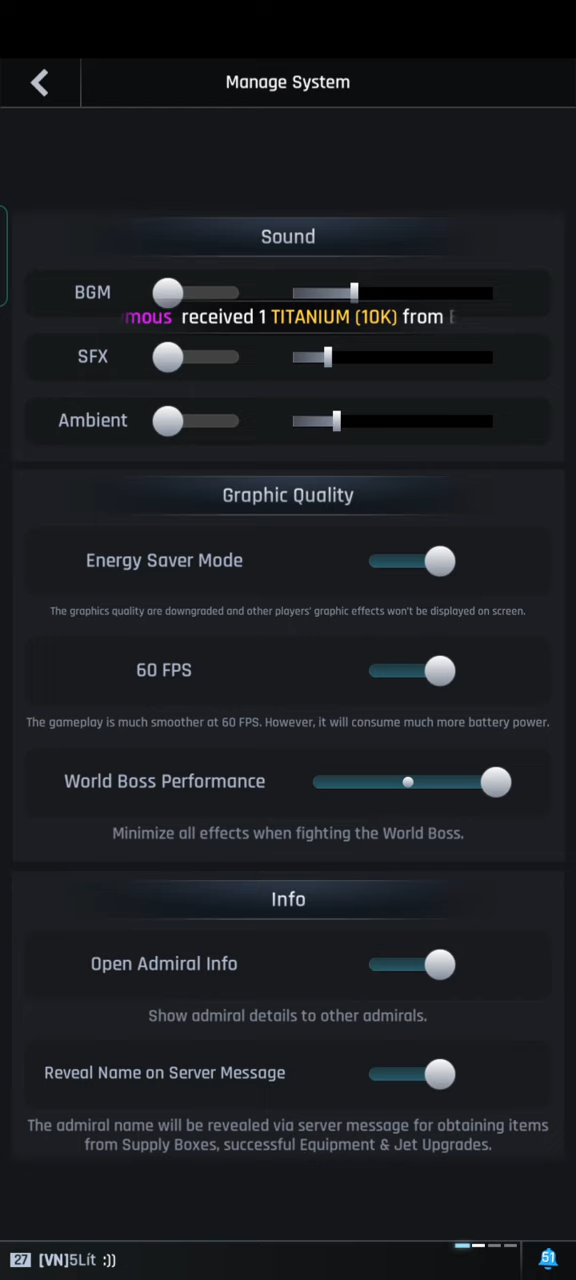 Manage System
Sound
BGM
mous received 1 TITANIUM (10K) from
SFX
Ambient
Graphic Quality
Energy Saver Mode
The graphics quality are downgraded and other players' graphic effects won't be displayed on screen.
60 FPS
The gameplay is much smoother at 60 FPS. However, it will consume much more battery power.
World Boss Performance
Minimize all effects when fighting the World Boss.
Info
Open Admiral Info
Show admiral details to other admirals.
Reveal Name on Server Message
The admiral name will be revealed via server message for obtaining items
from Supply Boxes, successful Equipment & Jet Upgrades.
27 [VN]5Lít :))
51